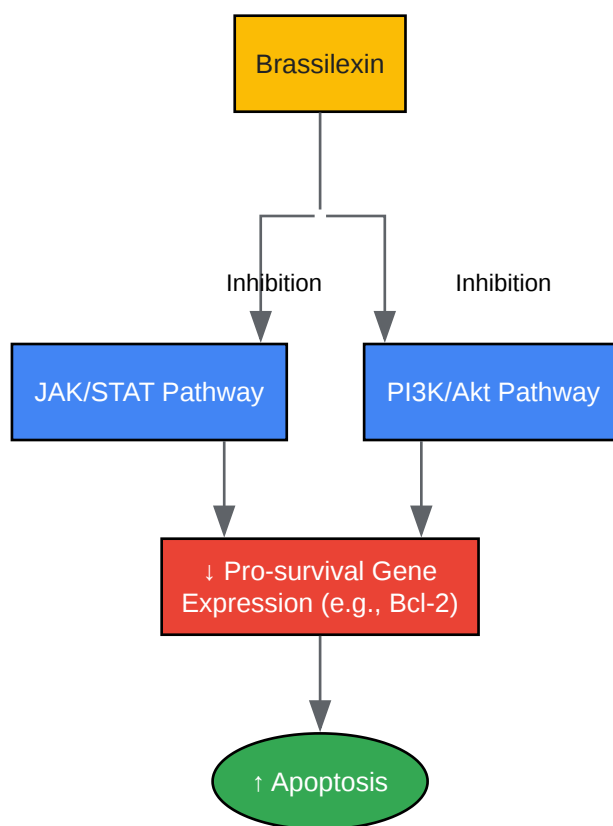 Brassilexin
Inhibition
Inhibition
JAK/STAT Pathway
PI3K/Akt Pathway
↓ Pro-survival Gene
Expression (e.g., Bcl-2)
↑ Apoptosis